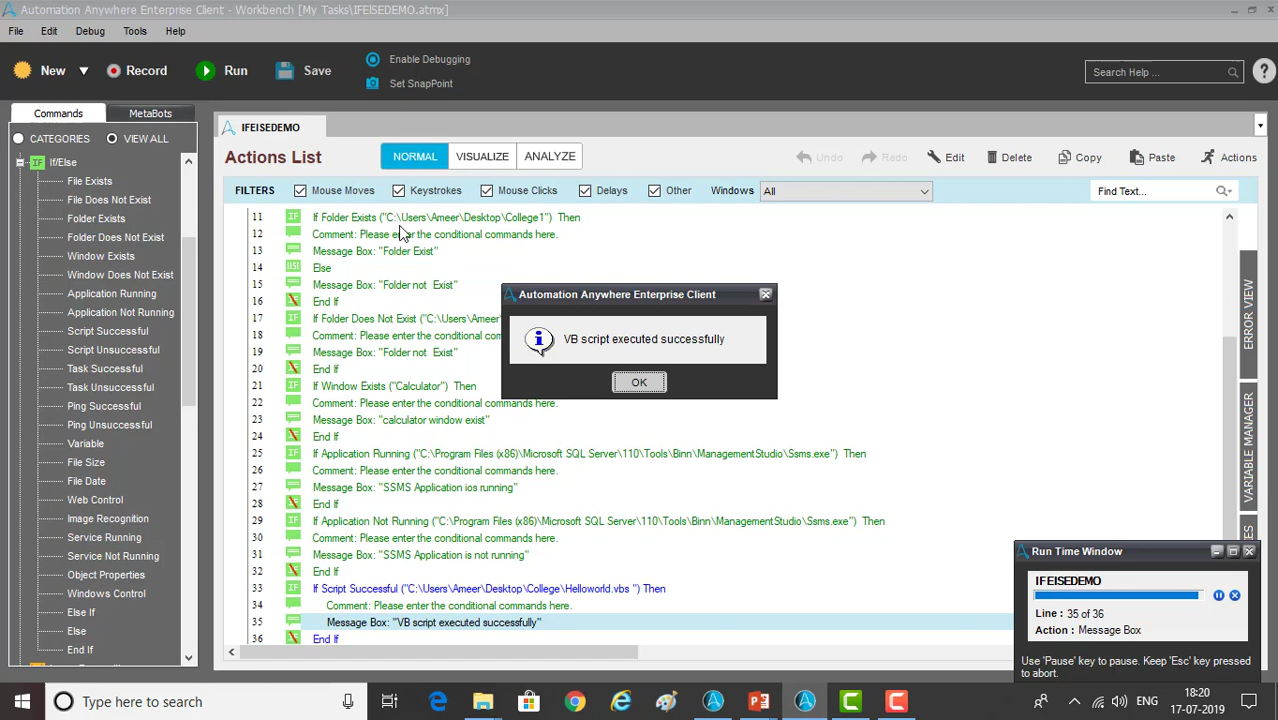 Automation Anywhere Enterprise Client - Workbench [My Tasks\IFElSEDEMO.atmx]
File Edit Debug Tools Help
New Record Run Save
Enable Debugging
Set SnapPoint
Search Help ...
Commands MetaBots
CATEGORIES VIEW ALL
If/Else
File Exists
File Does Not Exist
Folder Exists
Folder Does Not Exist
Window Exists
Window Does Not Exist
Application Running
Application Not Running
Script Successful
Script Unsuccessful
Task Successful
Task Unsuccessful
Ping Successful
Ping Unsuccessful
Variable
File Size
File Date
Web Control
Image Recognition
Service Running
Service Not Running
Object Properties
Windows Control
Else If
Else
End If
IFElSEDEMO
Actions List NORMAL VISUALIZE ANALYZE Undo Redo Edit Delete Copy Paste Actions
FILTERS Mouse Moves Keystrokes Mouse Clicks Delays Other Windows All Find Text...
11 IF If Folder Exists ("C:\Users\Ameer\Desktop\College1") Then
12 Comment: Please enter the conditional commands here.
13 Message Box: "Folder Exist"
14 ELSE Else
15 Message Box: "Folder not Exist"
16 End If
17 IF If Folder Does Not Exist ("C:\Users\Ameer
18 Comment: Please enter the conditional commands
19 Message Box: "Folder not Exist"
20 End If
21 IF If Window Exists ("Calculator") Then
22 Comment: Please enter the conditional commands here.
23 Message Box: "calculator window exist"
24 End If
25 IF If Application Running ("C:\Program Files (x86)\Microsoft SQL Server\110\Tools\Binn\ManagementStudio\Ssms.exe") Then
26 Comment: Please enter the conditional commands here.
27 Message Box: "SSMS Application ios running"
28 End If
29 IF If Application Not Running ("C:\Program Files (x86)\Microsoft SQL Server\110\Tools\Binn\ManagementStudio\Ssms.exe") Then
30 Comment: Please enter the conditional commands here.
31 Message Box: "SSMS Application is not running"
32 End If
33 IF If Script Successful ("C:\Users\Ameer\Desktop\College\Helloworld.vbs ") Then
34 Comment: Please enter the conditional commands here.
35 Message Box: "VB script executed successfully"
36 End If
Automation Anywhere Enterprise Client
VB script executed successfully
OK
ERROR VIEW
VARIABLE MANAGER
Run Time Window
IFElSEDEMO
Line : 35 of 36
Action : Message Box
Use 'Pause' key to pause. Keep 'Esc' key pressed
to abort.
Type here to search
ENG
18:20
08-07-2020